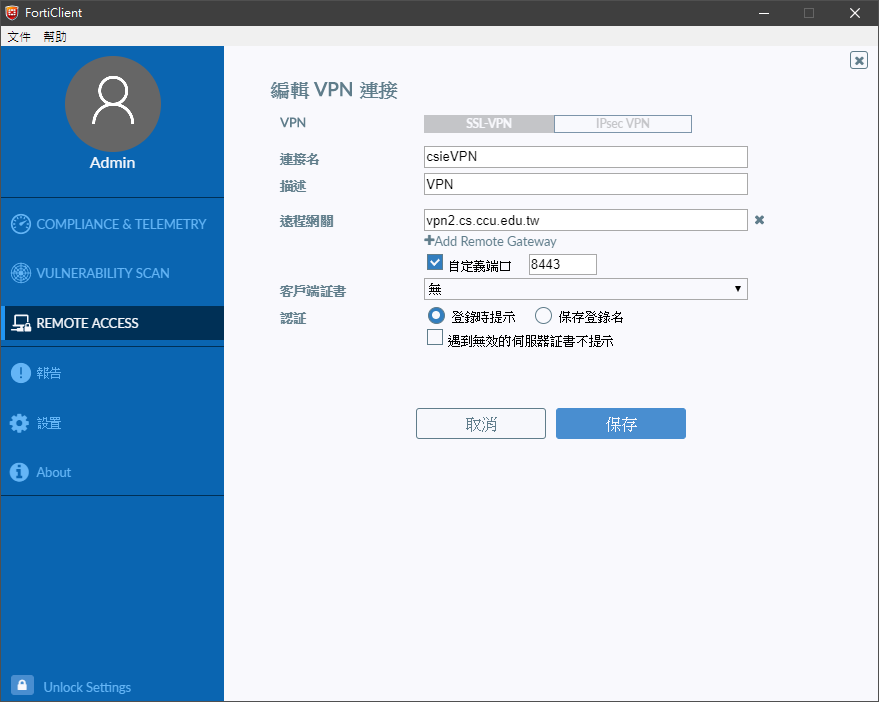 FortiClient
文件 幫助
Admin
COMPLIANCE & TELEMETRY
VULNERABILITY SCAN
REMOTE ACCESS
報告
設置
About
Unlock Settings
編輯 VPN 連接
VPN SSL-VPN IPsec VPN
連接名 csieVPN
描述 VPN
遠程網關 vpn2.cs.ccu.edu.tw
Add Remote Gateway
自定義端口 8443
客戶端証書 無
認証 登錄時提示 保存登錄名
遇到無效的伺服器証書不提示
取消 保存